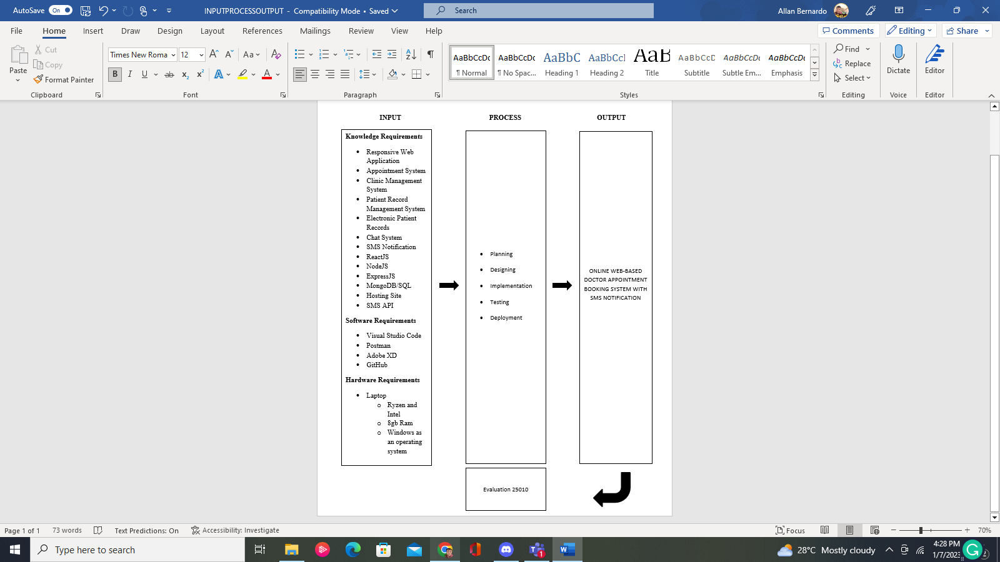 AutoSave On INPUTPROCESSOUTPUT - Compatibility Mode • Saved Search Allan Bernardo
File Home Insert Draw Design Layout References Mailings Review View Help Comments Editing Share
Paste
Cut
Copy
Format Painter
Clipboard
Times New Roma 12
Font
Paragraph
AaBbCcDc AaBbCcDc AaBbC AaBbCcI AaB AaBbCcD AaBbCcDc AaBbCcDc
¶ Normal ¶ No Spac... Heading 1 Heading 2 Title Subtitle Subtle Em... Emphasis
Styles
Find
Replace
Select
Editing
Dictate
Voice
Editor
Editor
INPUT PROCESS OUTPUT
Knowledge Requirements
• Responsive Web
Application
• Appointment System
• Clinic Management
System
• Patient Record
Management System
• Electronic Patient
Records
• Chat System
• SMS Notification
• ReactJS
• NodeJS
• ExpressJS
• MongoDB/SQL
• Hosting Site
• SMS API
Software Requirements
• Visual Studio Code
• Postman
• Adobe XD
• GitHub
Hardware Requirements
• Laptop
o Ryzen and
Intel
o 8gb Ram
o Windows as
an operating
system
• Planning
• Designing
• Implementation
• Testing
• Deployment
ONLINE WEB-BASED
DOCTOR APPOINTMENT
BOOKING SYSTEM WITH
SMS NOTIFICATION
Evaluation 25010
Page 1 of 1 73 words Text Predictions: On Accessibility: Investigate Focus 70%
Type here to search 1 28°C Mostly cloudy
4:28 PM
1/7/2023